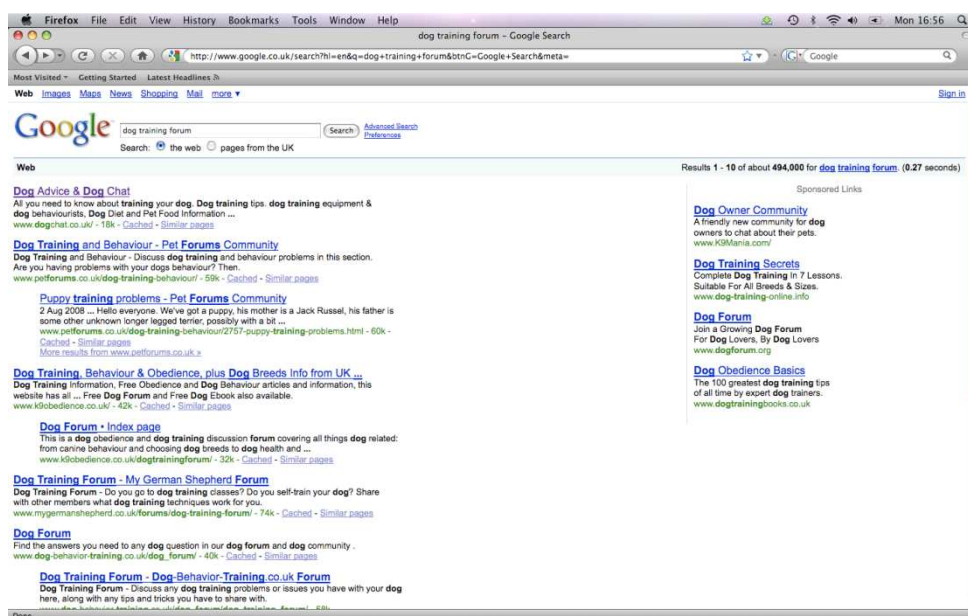 Firefox File Edit View History Bookmarks Tools Window Help
Mon 16:56
dog training forum – Google Search
http://www.google.co.uk/search?hl=en&q=dog+training+forum&btnG=Google+Search&meta=
Google
Most Visited
Getting Started
Latest Headlines
Web Images Maps News Shopping Mail more ▼
Sign in
Google
dog training forum
Search
Advanced Search
Preferences
Search: the web pages from the UK
Web
Results 1 - 10 of about 494,000 for dog training forum. (0.27 seconds)
Dog Advice & Dog Chat
All you need to know about training your dog. Dog training tips. dog training equipment &
dog behaviourists, Dog Diet and Pet Food Information ...
www.dogchat.co.uk/ - 18k - Cached - Similar pages
Dog Training and Behaviour - Pet Forums Community
Dog Training and Behaviour - Discuss dog training and behaviour problems in this section.
Are you having problems with your dogs behaviour? Then.
www.petforums.co.uk/dog-training-behaviour/ - 59k - Cached - Similar pages
Puppy training problems - Pet Forums Community
2 Aug 2008 ... Hello everyone. We've got a puppy, his mother is a Jack Russel, his father is
some other unknown longer legged terrier, possibly with a bit ...
www.petforums.co.uk/dog-training-behaviour/2757-puppy-training-problems.html - 60k -
Cached - Similar pages
More results from www.petforums.co.uk »
Dog Training, Behaviour & Obedience, plus Dog Breeds Info from UK ...
Dog Training Information, Free Obedience and Dog Behaviour articles and information, this
website has all ... Free Dog Forum and Free Dog Ebook also available.
www.k9obedience.co.uk/ - 42k - Cached - Similar pages
Dog Forum • Index page
This is a dog obedience and dog training discussion forum covering all things dog related:
from canine behaviour and choosing dog breeds to dog health and ...
www.k9obedience.co.uk/dogtrainingforum/ - 32k - Cached - Similar pages
Dog Training Forum - My German Shepherd Forum
Dog Training Forum - Do you go to dog training classes? Do you self-train your dog? Share
with other members what dog training techniques work for you.
www.mygermanshepherd.co.uk/forums/dog-training-forum/ - 74k - Cached - Similar pages
Dog Forum
Find the answers you need to any dog question in our dog forum and dog community .
www.dog-behavior-training.co.uk/dog_forum/ - 40k - Cached - Similar pages
Dog Training Forum - Dog-Behavior-Training.co.uk Forum
Dog Training Forum - Discuss any dog training problems or issues you have with your dog
here, along with any tips and tricks you have to share with.
Sponsored Links
Dog Owner Community
A friendly new community for dog
owners to chat about their pets.
www.K9Mania.com/
Dog Training Secrets
Complete Dog Training In 7 Lessons.
Suitable For All Breeds & Sizes.
www.dog-training-online.info
Dog Forum
Join a Growing Dog Forum
For Dog Lovers, By Dog Lovers
www.dogforum.org
Dog Obedience Basics
The 100 greatest dog training tips
of all time by expert dog trainers.
www.dogtrainingbooks.co.uk